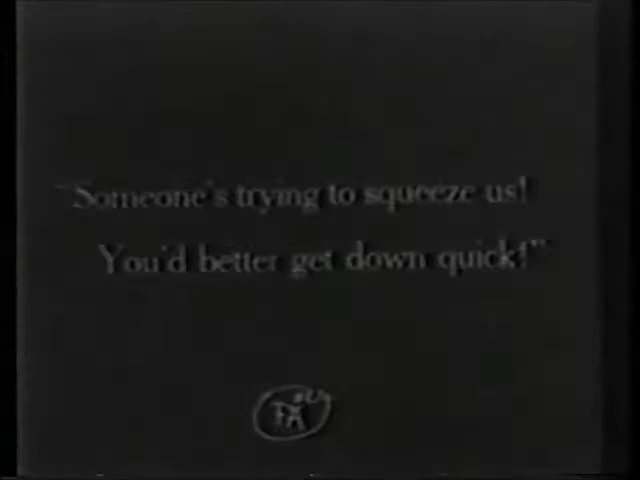 "Someone's trying to squeeze us!
You'd better get down quick!"